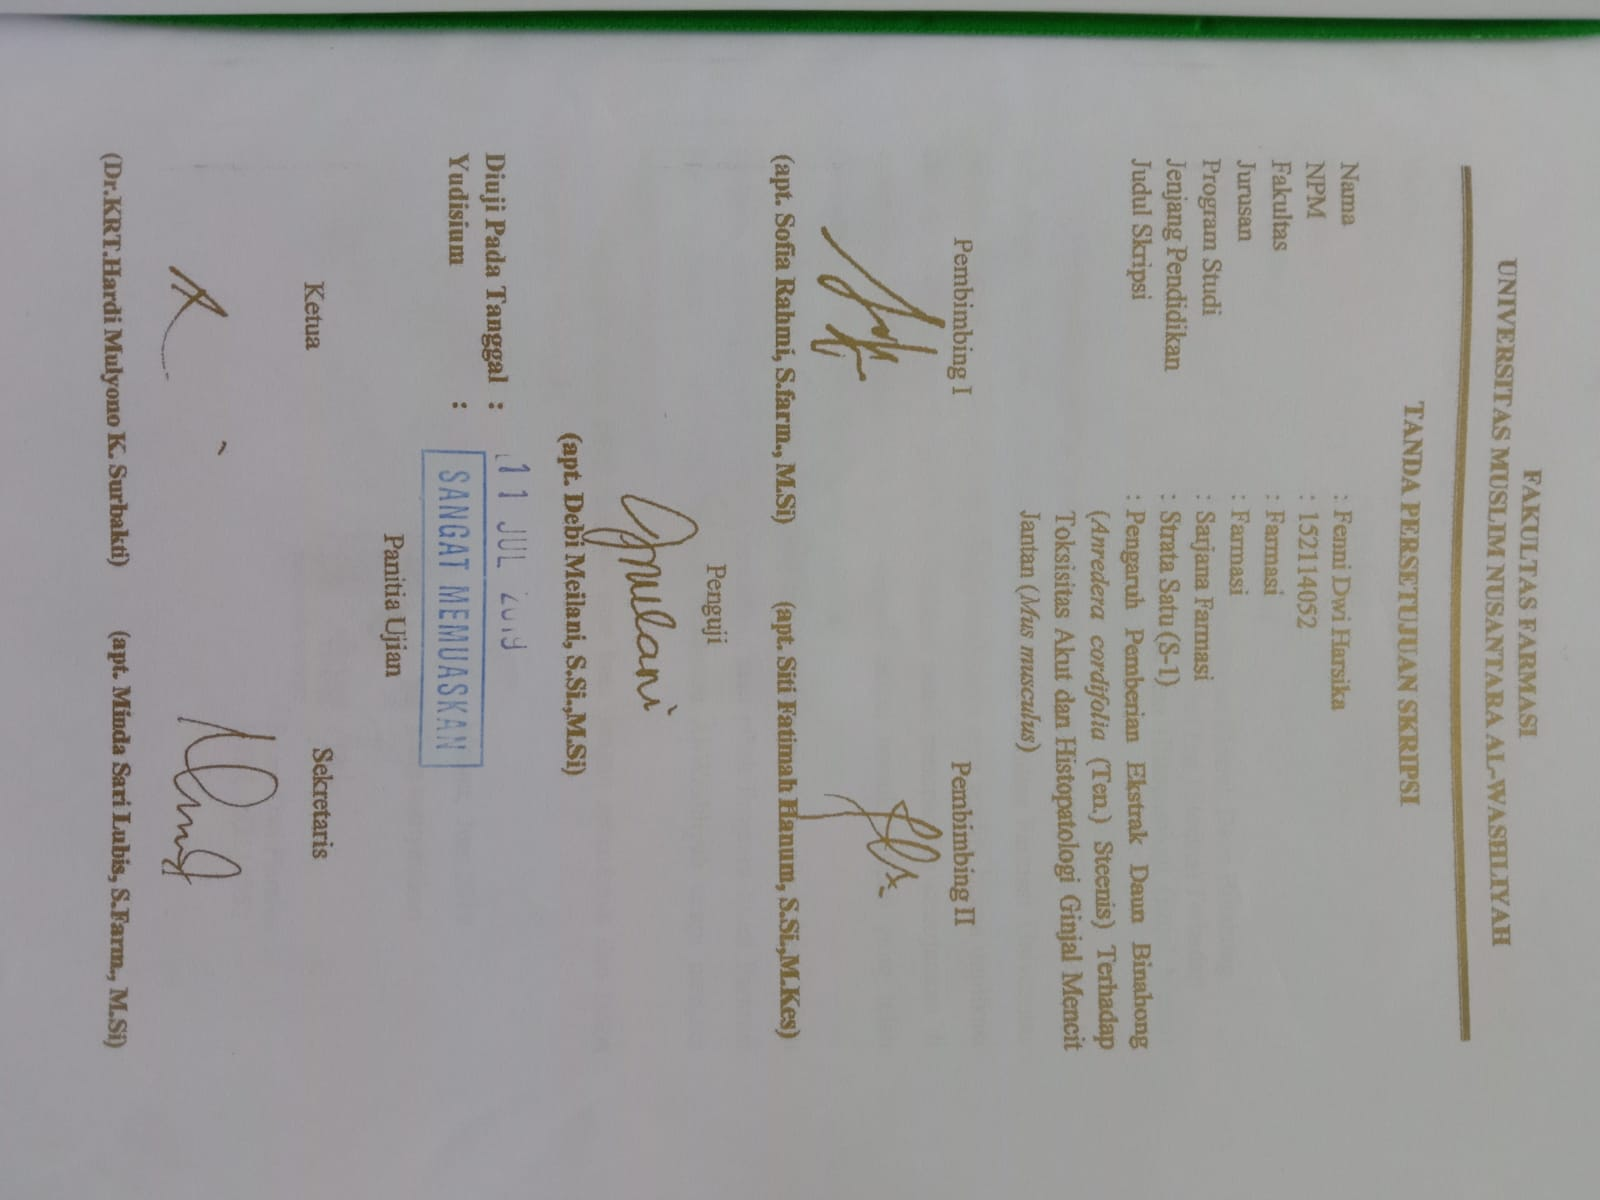 FAKULTAS FARMASI
UNIVERSITAS MUSLIM NUSANTARA AL-WASHLIYAH
TANDA PERSETUJUAN SKRIPSI
Nama : Fenni Dwi Harsika
NPM : 152114052
Fakultas : Farmasi
Jurusan : Farmasi
Program Studi : Sarjana Farmasi
Jenjang Pendidikan : Strata Satu (S-1)
Judul Skripsi : Pengaruh Pemberian Ekstrak Daun Binahong
(Anredera cordifolia (Ten.) Steenis) Terhadap
Toksisitas Akut dan Histopatologi Ginjal Mencit
Jantan (Mus musculus)
Pembimbing I Pembimbing II
(apt. Sofia Rahmi, S.farm., M.Si) (apt. Siti Fatimah Hanum, S.Si.,M.Kes)
Penguji
(apt. Debi Meilani, S.Si.,M.Si)
Diuji Pada Tanggal : 11 JUL 2019
Yudisium : SANGAT MEMUASKAN
Panitia Ujian
Ketua Sekretaris
(Dr.KRT.Hardi Mulyono K. Surbakti) (apt. Minda Sari Lubis, S.Farm., M.Si)